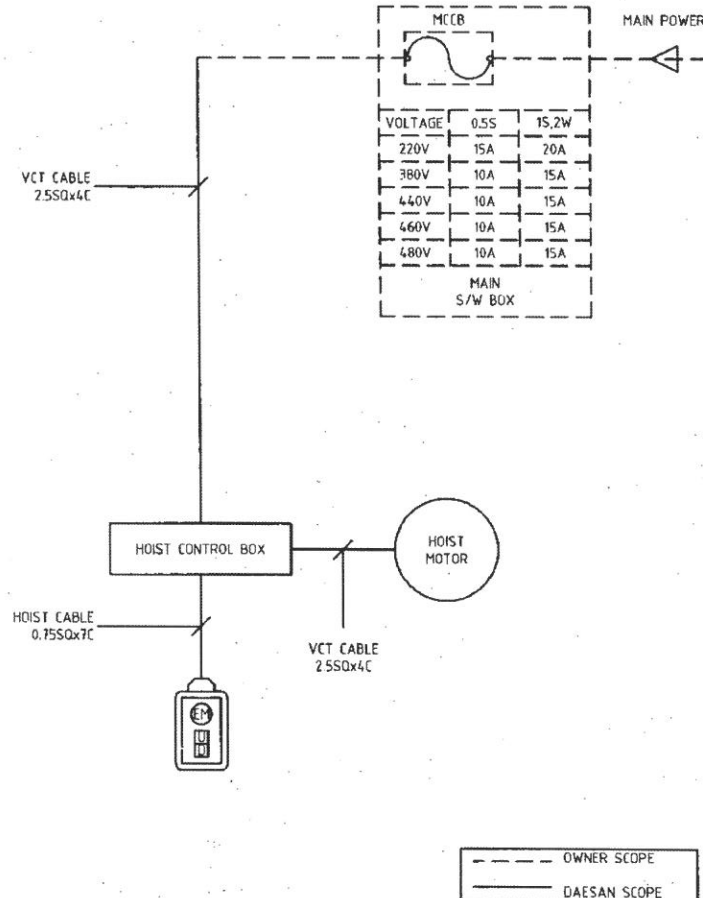 MCCB
MAIN POWER
VOLTAGE 0.5S 1S,2W
220V 15A 20A
380V 10A 15A
440V 10A 15A
460V 10A 15A
480V 10A 15A
MAIN
S/W BOX
VCT CABLE
2.5SQx4C
HOIST CONTROL BOX
HOIST
MOTOR
HOIST CABLE
0.75SQx7C
VCT CABLE
2.5SQx4C
EM
U
D
OWNER SCOPE
DAESAN SCOPE